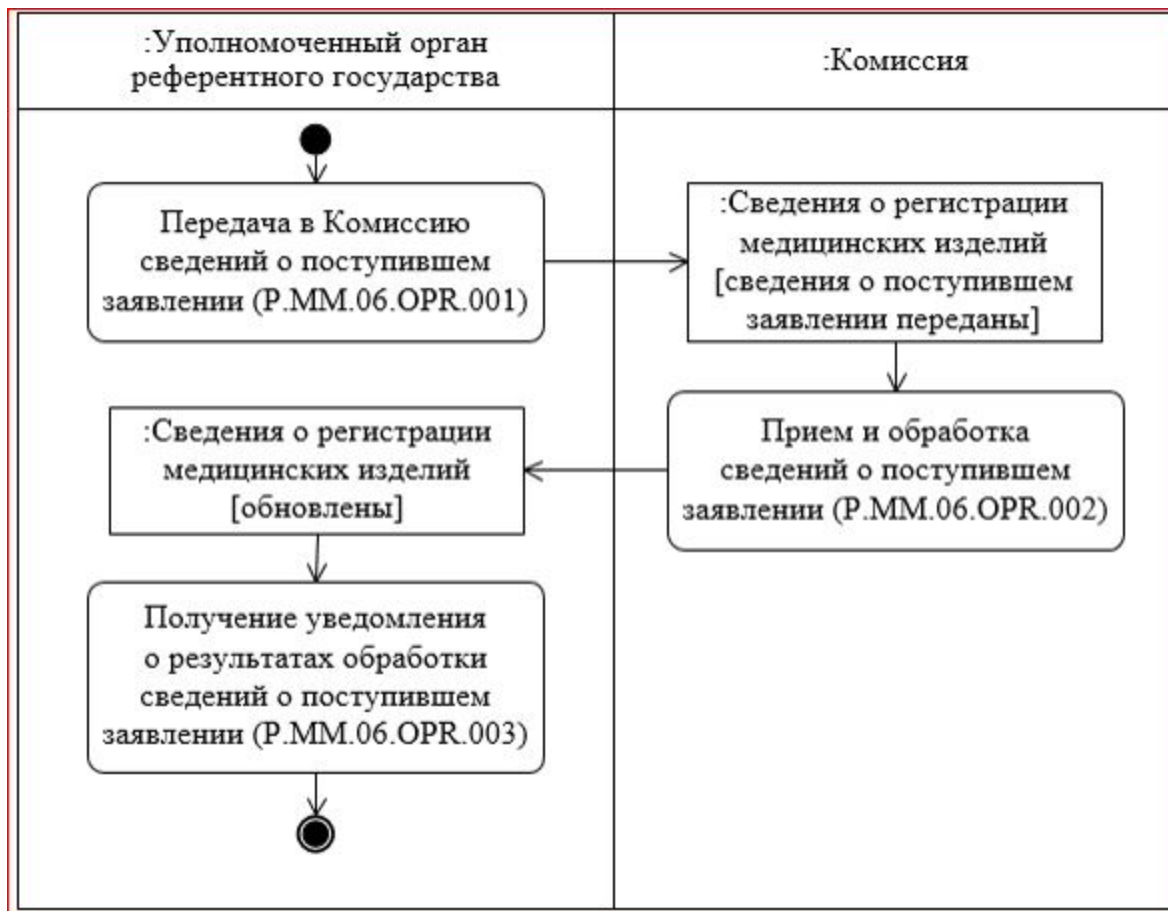 :Уполномоченный орган
референтного государства
:Комиссия
Передача в Комиссию
сведений о поступившем
заявлении (P.MM.06.OPR.001)
:Сведения о регистрации
медицинских изделий
[сведения о поступившем
заявлении переданы]
Прием и обработка
сведений о поступившем
заявлении (P.MM.06.OPR.002)
:Сведения о регистрации
медицинских изделий
[обновлены]
Получение уведомления
о результатах обработки
сведений о поступившем
заявлении (P.MM.06.OPR.003)